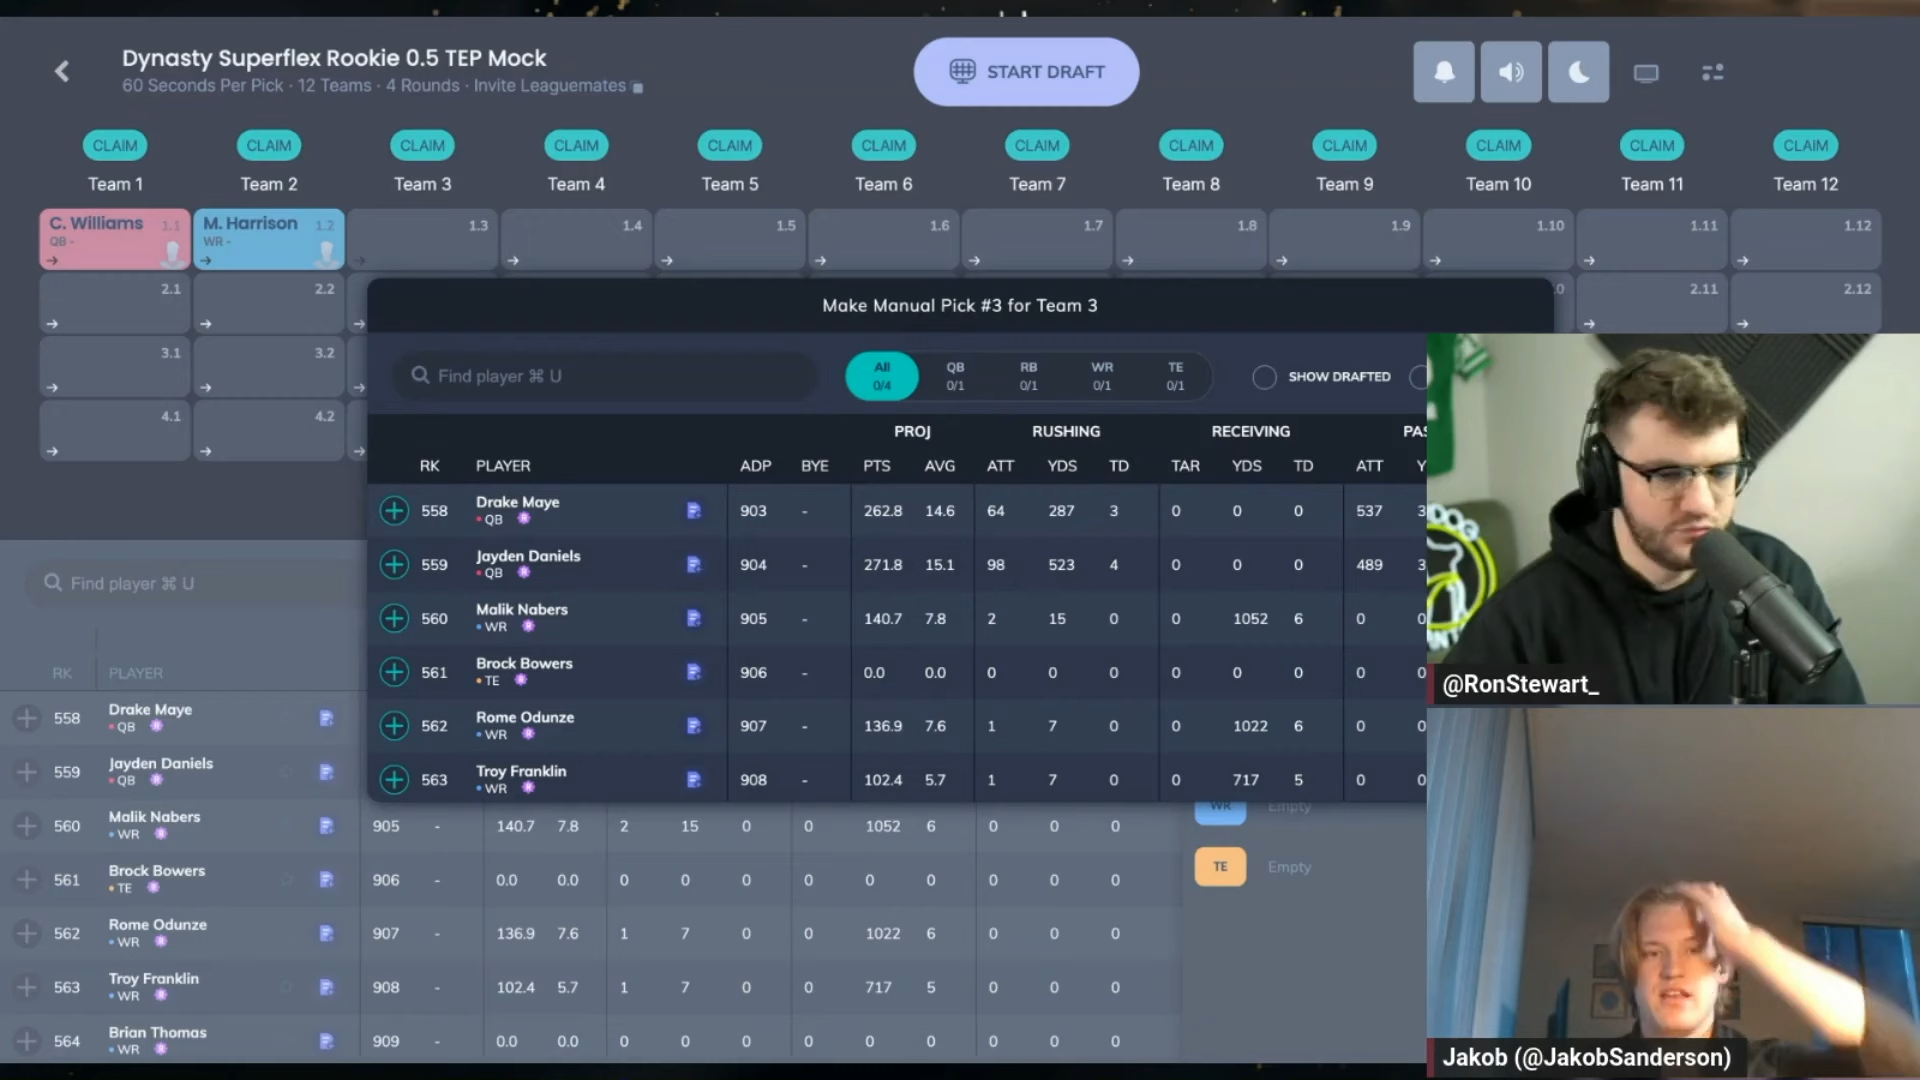 Dynasty Superflex Rookie 0.5 TEP Mock
60 Seconds Per Pick · 12 Teams · 4 Rounds · Invite Leaguemates
START DRAFT
CLAIM CLAIM CLAIM CLAIM CLAIM CLAIM CLAIM CLAIM CLAIM CLAIM CLAIM CLAIM
Team 1 Team 2 Team 3 Team 4 Team 5 Team 6 Team 7 Team 8 Team 9 Team 10 Team 11 Team 12
C. Williams 1.1 M. Harrison 1.2 1.3 1.4 1.5 1.6 1.7 1.8 1.9 1.10 1.11 1.12
QB - WR -
2.1 2.2 2.11 2.12
3.1 3.2
4.1 4.2
Make Manual Pick #3 for Team 3
Find player ⌘ U
All QB RB WR TE
0/4 0/1 0/1 0/1 0/1
SHOW DRAFTED
PROJ RUSHING RECEIVING PAS
RK PLAYER ADP BYE PTS AVG ATT YDS TD TAR YDS TD ATT Y
558 Drake Maye 903 - 262.8 14.6 64 287 3 0 0 0 537 3
QB R
559 Jayden Daniels 904 - 271.8 15.1 98 523 4 0 0 0 489 3
QB R
560 Malik Nabers 905 - 140.7 7.8 2 15 0 0 1052 6 0 0
WR R
561 Brock Bowers 906 - 0.0 0.0 0 0 0 0 0 0 0 0
TE R
562 Rome Odunze 907 - 136.9 7.6 1 7 0 0 1022 6 0 0
WR R
563 Troy Franklin 908 - 102.4 5.7 1 7 0 0 717 5 0 0
WR R
Find player ⌘ U
RK PLAYER
558 Drake Maye
QB R
559 Jayden Daniels
QB R
560 Malik Nabers 905 - 140.7 7.8 2 15 0 0 1052 6 0 0 0
WR R
561 Brock Bowers 906 - 0.0 0.0 0 0 0 0 0 0 0 0 0
TE R
562 Rome Odunze 907 - 136.9 7.6 1 7 0 0 1022 6 0 0 0
WR R
563 Troy Franklin 908 - 102.4 5.7 1 7 0 0 717 5 0 0 0
WR R
564 Brian Thomas 909 - 0.0 0.0 0 0 0 0 0 0 0 0 0
WR R
WR Empty
TE Empty
@RonStewart_
Jakob (@JakobSanderson)